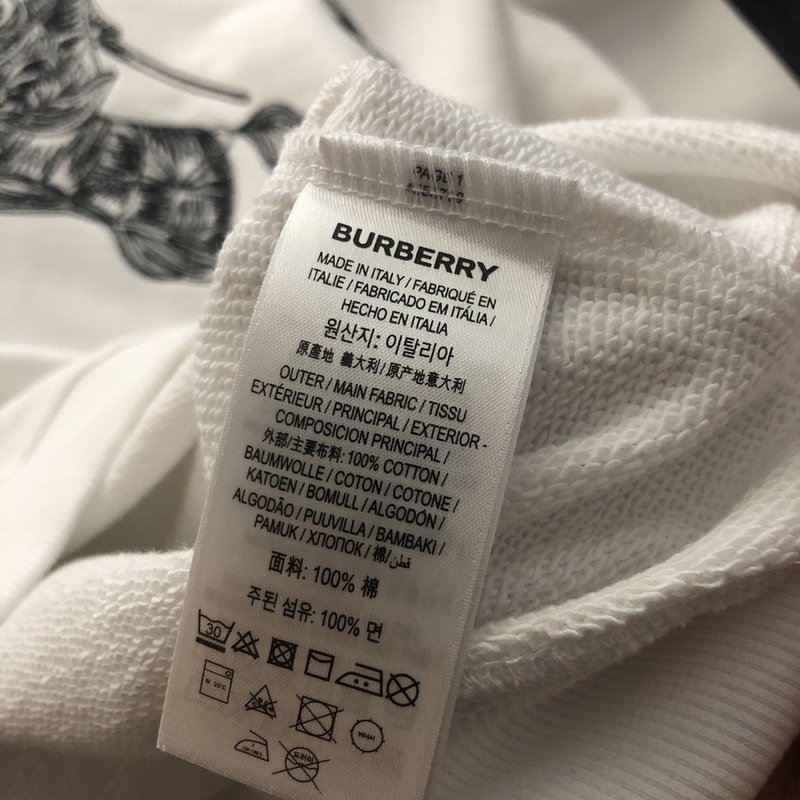 PAGE 1
BURBERRY
MADE IN ITALY / FABRIQUÉ EN
ITALIE / FABRICADO EM ITÁLIA /
HECHO EN ITALIA
원산지: 이탈리아
原產地 義大利/原产地意大利
OUTER / MAIN FABRIC / TISSU
EXTÉRIEUR / PRINCIPAL / EXTERIOR -
COMPOSICION PRINCIPAL /
外部/主要布料: 100% COTTON /
BAUMWOLLE / COTON / COTONE /
KATOEN / BOMULL / ALGODÓN /
ALGODÃO / PUUVILLA / BAMBAKI /
PAMUK / ХЛОПОК / 棉/قطن
面料: 100% 棉
주된 섬유: 100% 면
30